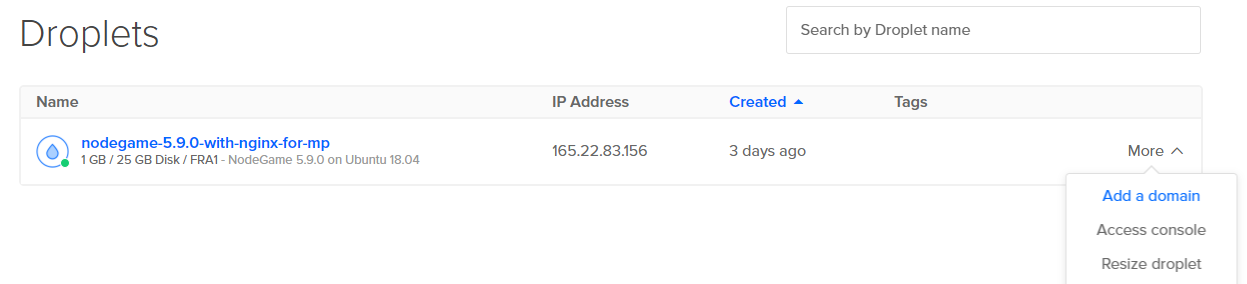 Droplets
Search by Droplet name
Name IP Address Created Tags
nodegame-5.9.0-with-nginx-for-mp
1 GB / 25 GB Disk / FRA1 - NodeGame 5.9.0 on Ubuntu 18.04
165.22.83.156 3 days ago More
Add a domain
Access console
Resize droplet